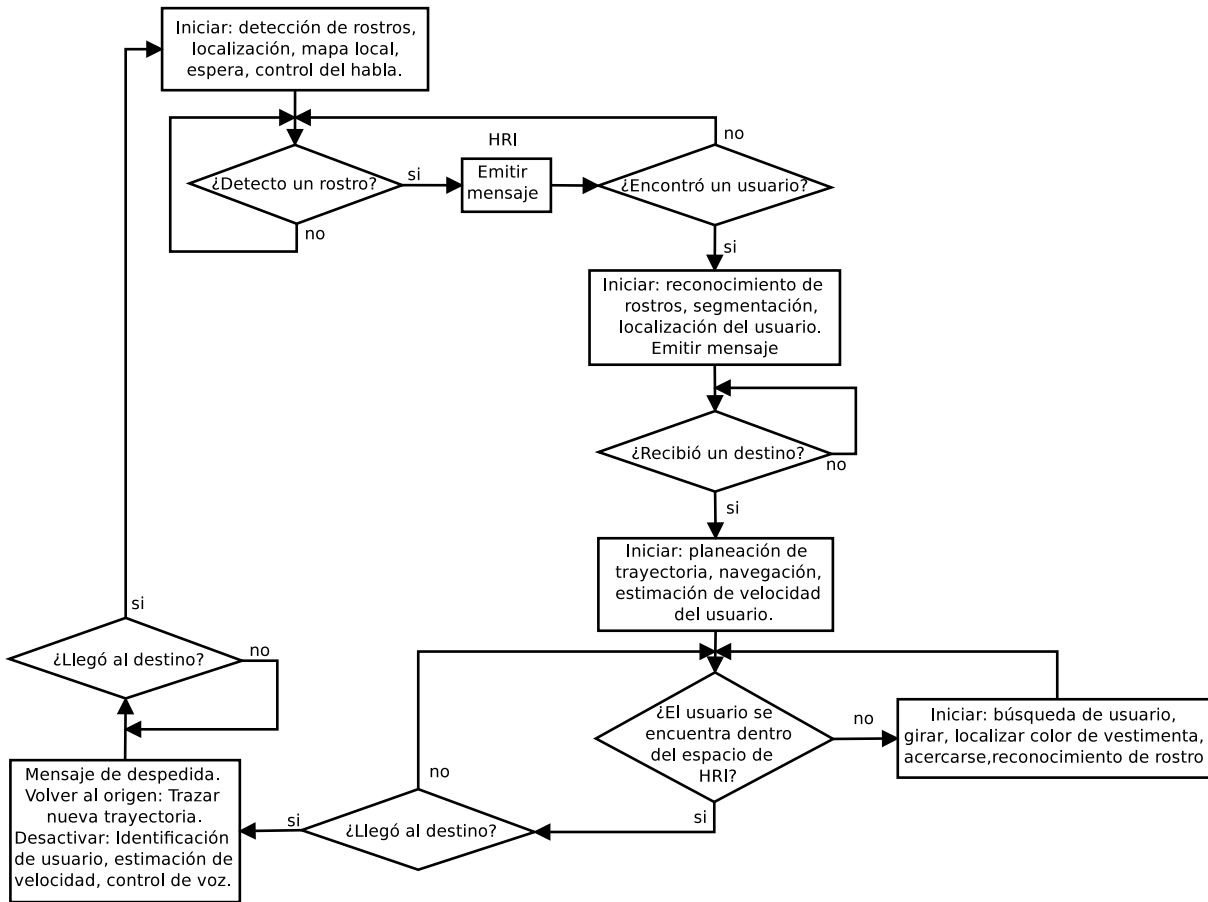 Iniciar: detección de rostros,
localización, mapa local,
espera, control del habla.
HRI
no
¿Detecto un rostro?
si
Emitir
mensaje
¿Encontró un usuario?
no
si
Iniciar: reconocimiento de
rostros, segmentación,
localización del usuario.
Emitir mensaje
¿Recibió un destino?
no
si
Iniciar: planeación de
trayectoria, navegación,
estimación de velocidad
del usuario.
¿El usuario se
encuentra dentro
del espacio de
HRI?
no
Iniciar: búsqueda de usuario,
girar, localizar color de vestimenta,
acercarse,reconocimiento de rostro
si
¿Llegó al destino?
no
si
Mensaje de despedida.
Volver al origen: Trazar
nueva trayectoria.
Desactivar: Identificación
de usuario, estimación de
velocidad, control de voz.
¿Llegó al destino?
no
si